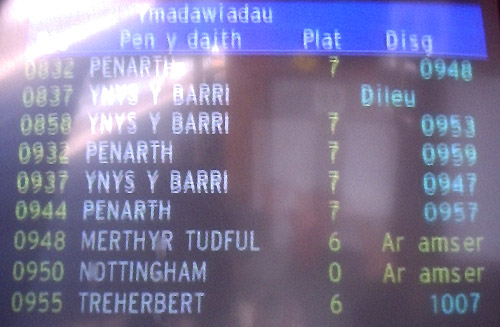 Ymadawiadau
Pen y daith Plat Disg
0832 PENARTH 7 0948
0837 YNYS Y BARRI Dileu
0858 YNYS Y BARRI 7 0953
0932 PENARTH 7 0959
0937 YNYS Y BARRI 7 0947
0944 PENARTH 7 0957
0948 MERTHYR TUDFUL 6 Ar amser
0950 NOTTINGHAM 0 Ar amser
0955 TREHERBERT 6 1007